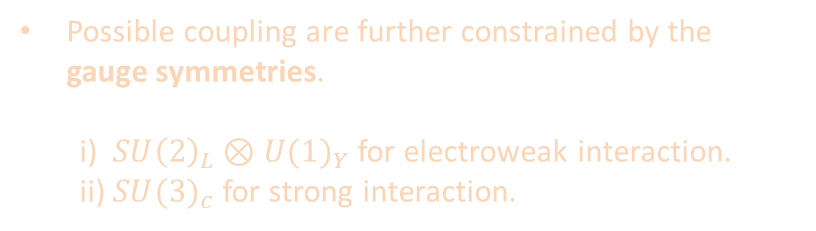 • Possible coupling are further constrained by the
gauge symmetries.
i) SU(2)_L ⊗ U(1)_Y for electroweak interaction.
ii) SU(3)_C for strong interaction.